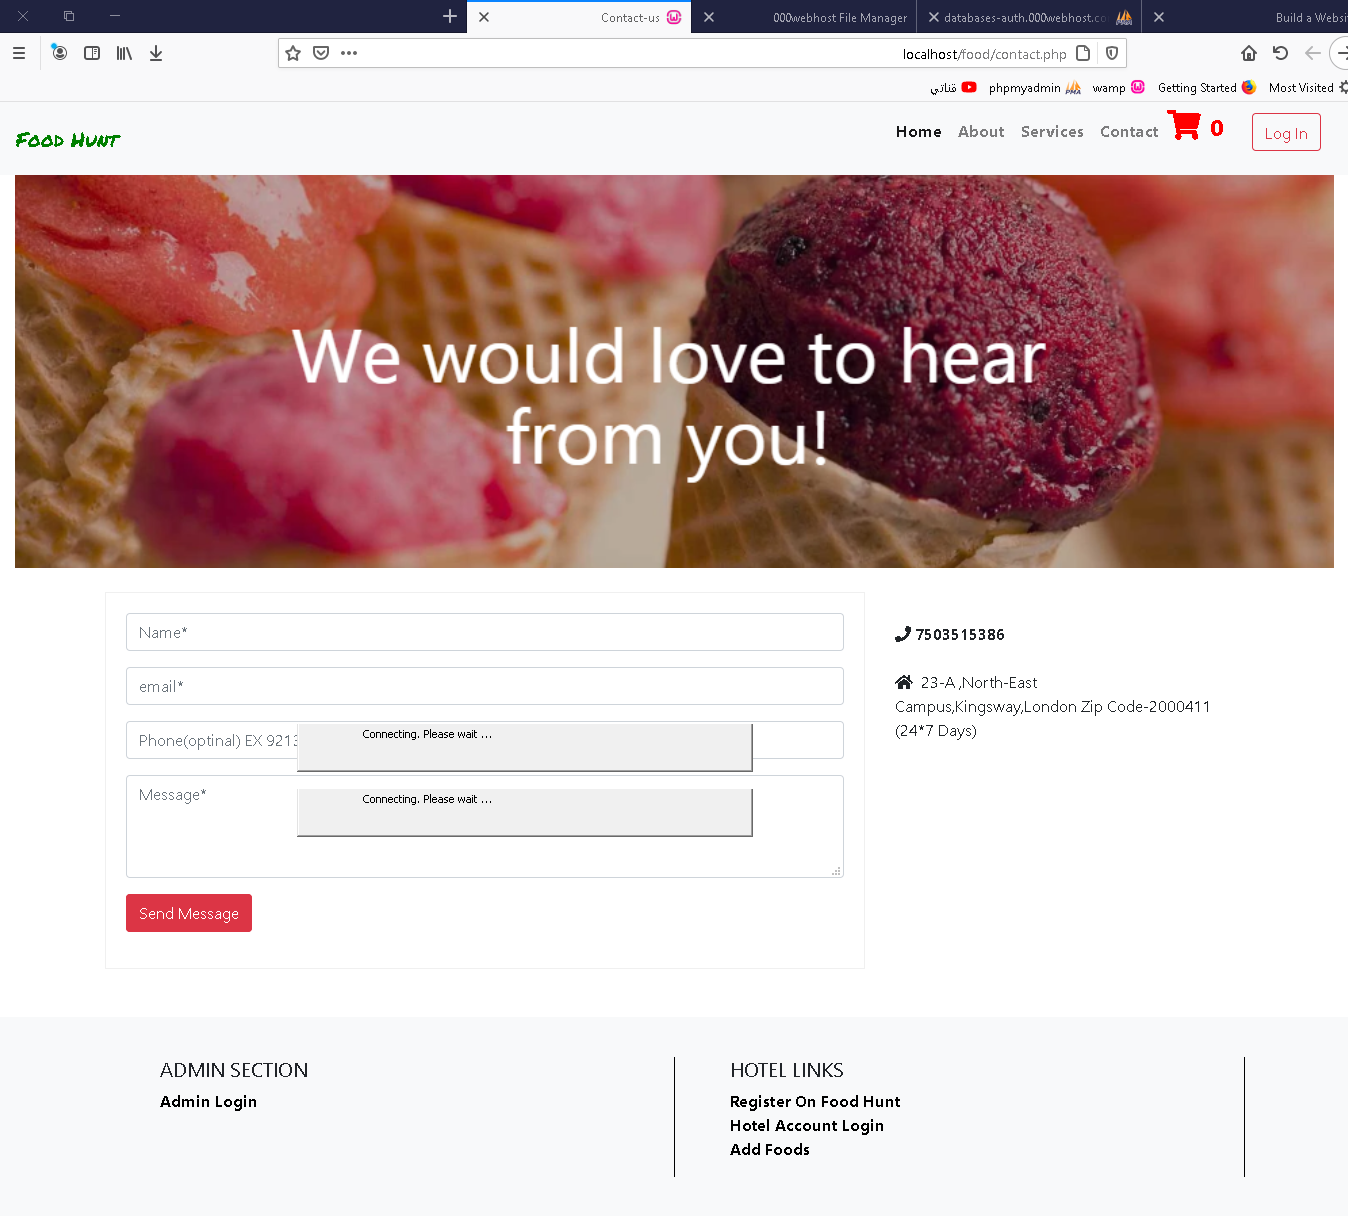 Contact-us
000webhost File Manager
databases-auth.000webhost.co
Build a Websi
localhost/food/contact.php
قناتي
phpmyadmin
wamp
Getting Started
Most Visited
Food Hunt
Home
About
Services
Contact
0
Log In
We would love to hear
from you!
Name*
email*
Phone(optinal) EX 9213
Connecting. Please wait ...
Message*
Connecting. Please wait ...
Send Message
7503515386
23-A ,North-East
Campus,Kingsway,London Zip Code-2000411
(24*7 Days)
ADMIN SECTION
Admin Login
HOTEL LINKS
Register On Food Hunt
Hotel Account Login
Add Foods